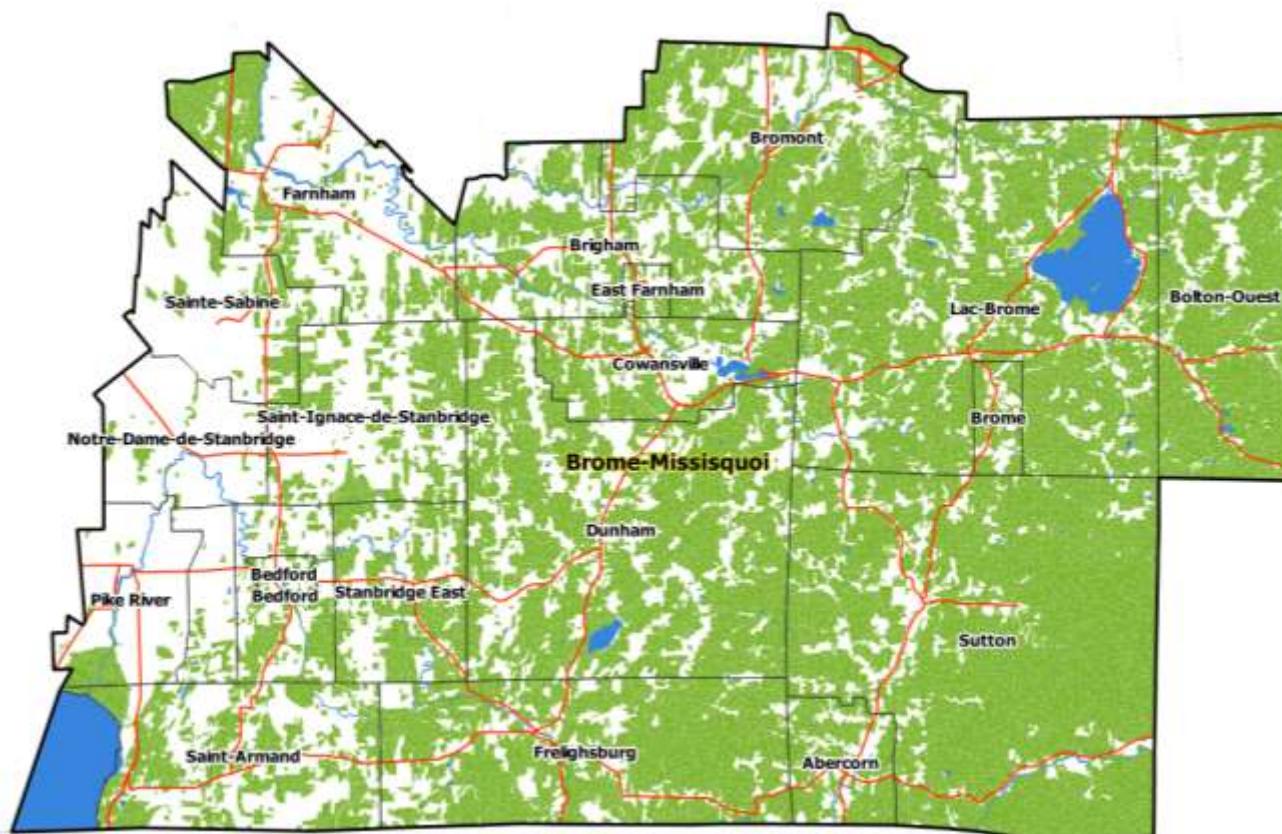 Bromont
Farnham
Brigham
East Farnham
Sainte-Sabine
Bolton-Ouest
Lac-Brome
Cowansville
Saint-Ignace-de-Stanbridge
Brome
Notre-Dame-de-Stanbridge
Brome-Missisquoi
Dunham
Bedford
Bedford
Stanbridge East
Pike River
Sutton
Saint-Armand
Frelighsburg
Abercorn